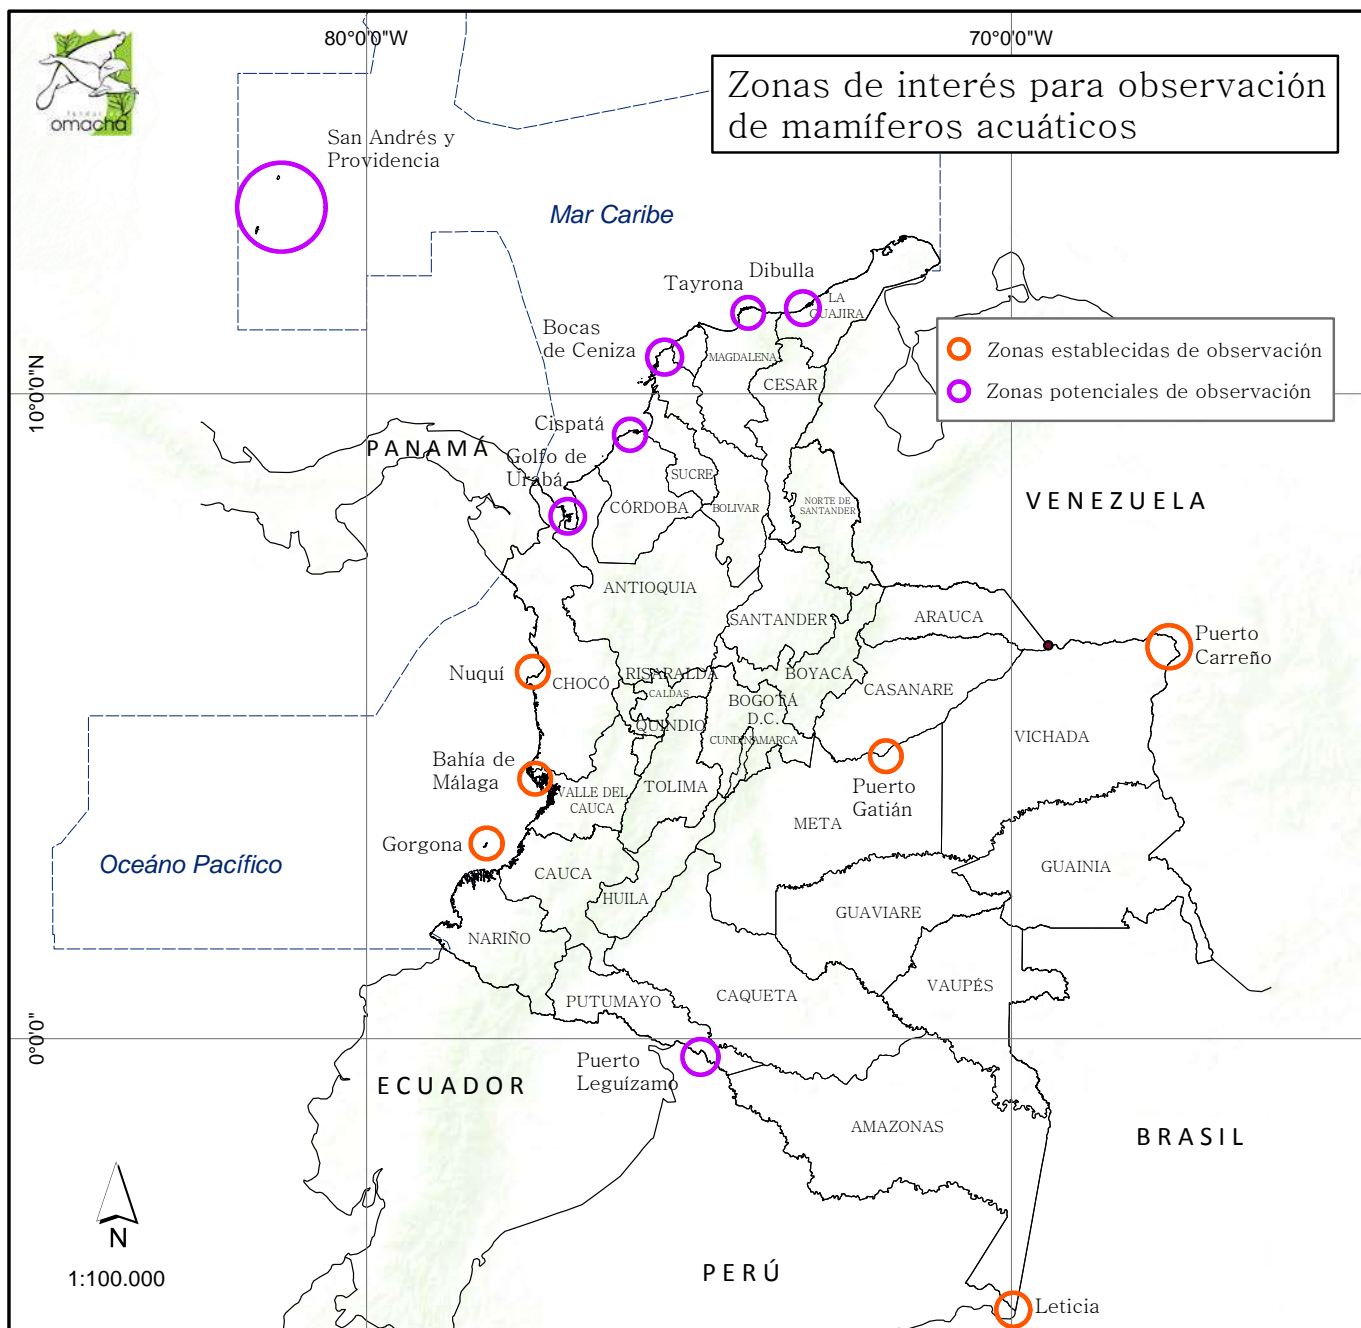 80°0'0"W
70°0'0"W
fundación
omacha
Zonas de interés para observación
de mamíferos acuáticos
San Andrés y
Providencia
Mar Caribe
Dibulla
Tayrona
LA
GUAJIRA
Bocas
de Ceniza
MAGDALENA
CESAR
Zonas establecidas de observación
Zonas potenciales de observación
10°0'0"N
Cispatá
PANAMÁ
Golfo de
Urabá
SUCRE
CÓRDOBA
BOLIVAR
NORTE DE
SANTANDER
VENEZUELA
ANTIOQUIA
SANTANDER
ARAUCA
Puerto
Carreño
Nuquí
CHOCÓ
RISARALDA
CALDAS
BOYACÁ
CASANARE
BOGOTÁ
D.C.
QUINDIO
CUNDINAMARCA
VICHADA
Bahía de
Málaga
VALLE DEL
CAUCA
TOLIMA
Puerto
Gatián
META
Gorgona
Oceáno Pacífico
CAUCA
HUILA
GUAINIA
GUAVIARE
NARIÑO
VAUPÉS
PUTUMAYO
CAQUETA
0°0'0"
Puerto
Leguízamo
ECUADOR
AMAZONAS
BRASIL
N
1:100.000
PERÚ
Leticia